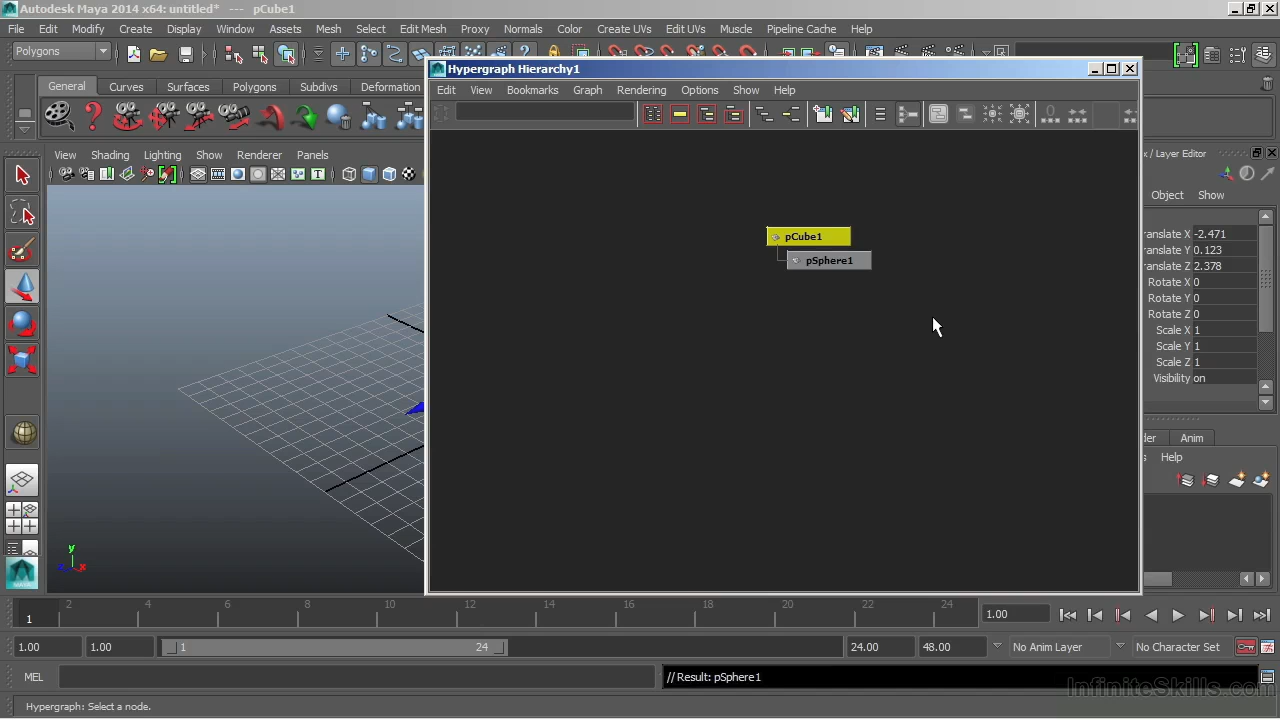 Autodesk Maya 2014 x64: untitled* --- pCube1
File Edit Modify Create Display Window Assets Mesh Select Edit Mesh Proxy Normals Color Create UVs Edit UVs Muscle Pipeline Cache Help
Polygons
Hypergraph Hierarchy1
General Curves Surfaces Polygons Subdivs Deformation
Edit View Bookmarks Graph Rendering Options Show Help
View Shading Lighting Show Renderer Panels
x / Layer Editor
Object Show
pCube1
pSphere1
ranslate X -2.471
ranslate Y 0.123
ranslate Z 2.378
Rotate X 0
Rotate Y 0
Rotate Z 0
Scale X 1
Scale Y 1
Scale Z 1
Visibility on
der Anim
s Help
y
z x
2 4 6 8 10 12 14 16 18 20 22 24
1
1.00
1.00 1.00 1 24 24.00 48.00 No Anim Layer No Character Set
MEL // Result: pSphere1
InfiniteSkills.com
Hypergraph: Select a node.